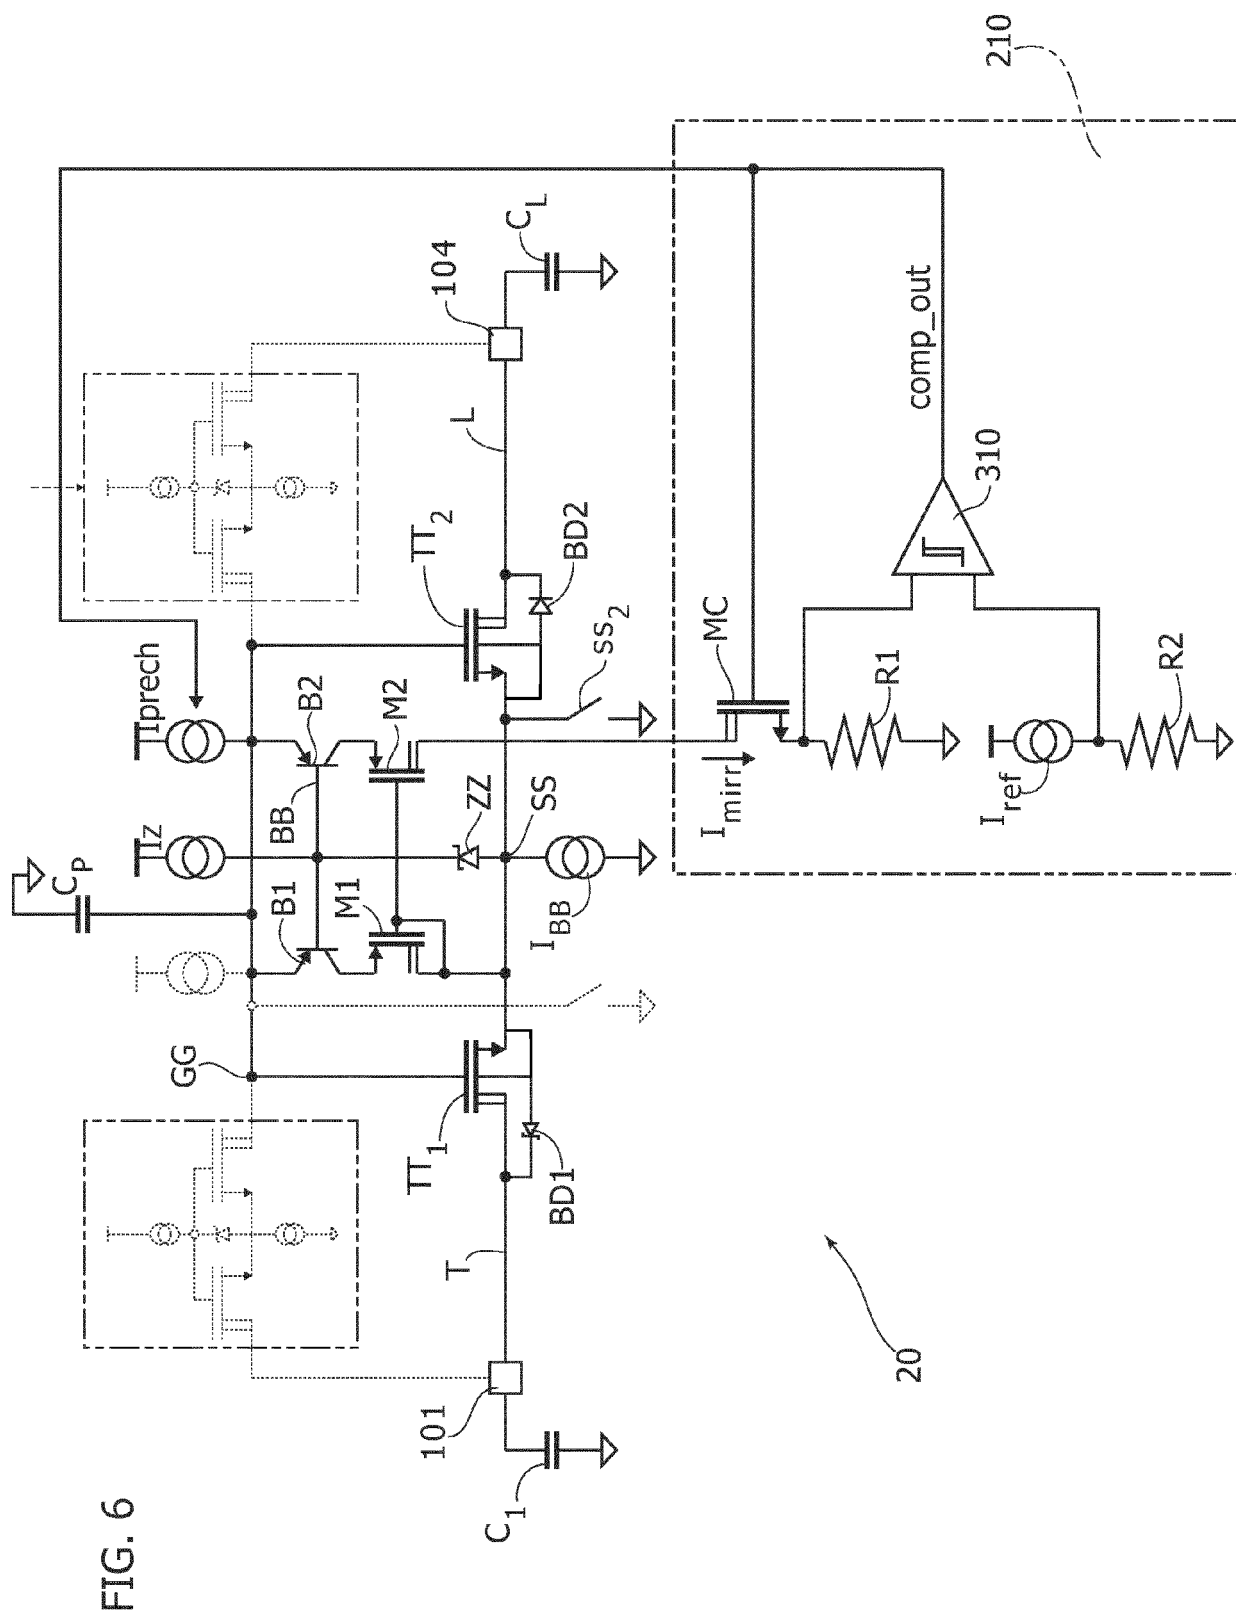 FIG. 6
210
C_P
I_Z
Iprech
GG
B1
BB
B2
M1
M2
ZZ
SS
I_BB
TT_1
TT_2
BD1
BD2
ss_2
101
104
T
L
C_1
C_L
I_mirr
MC
R1
I_ref
R2
310
comp_out
20